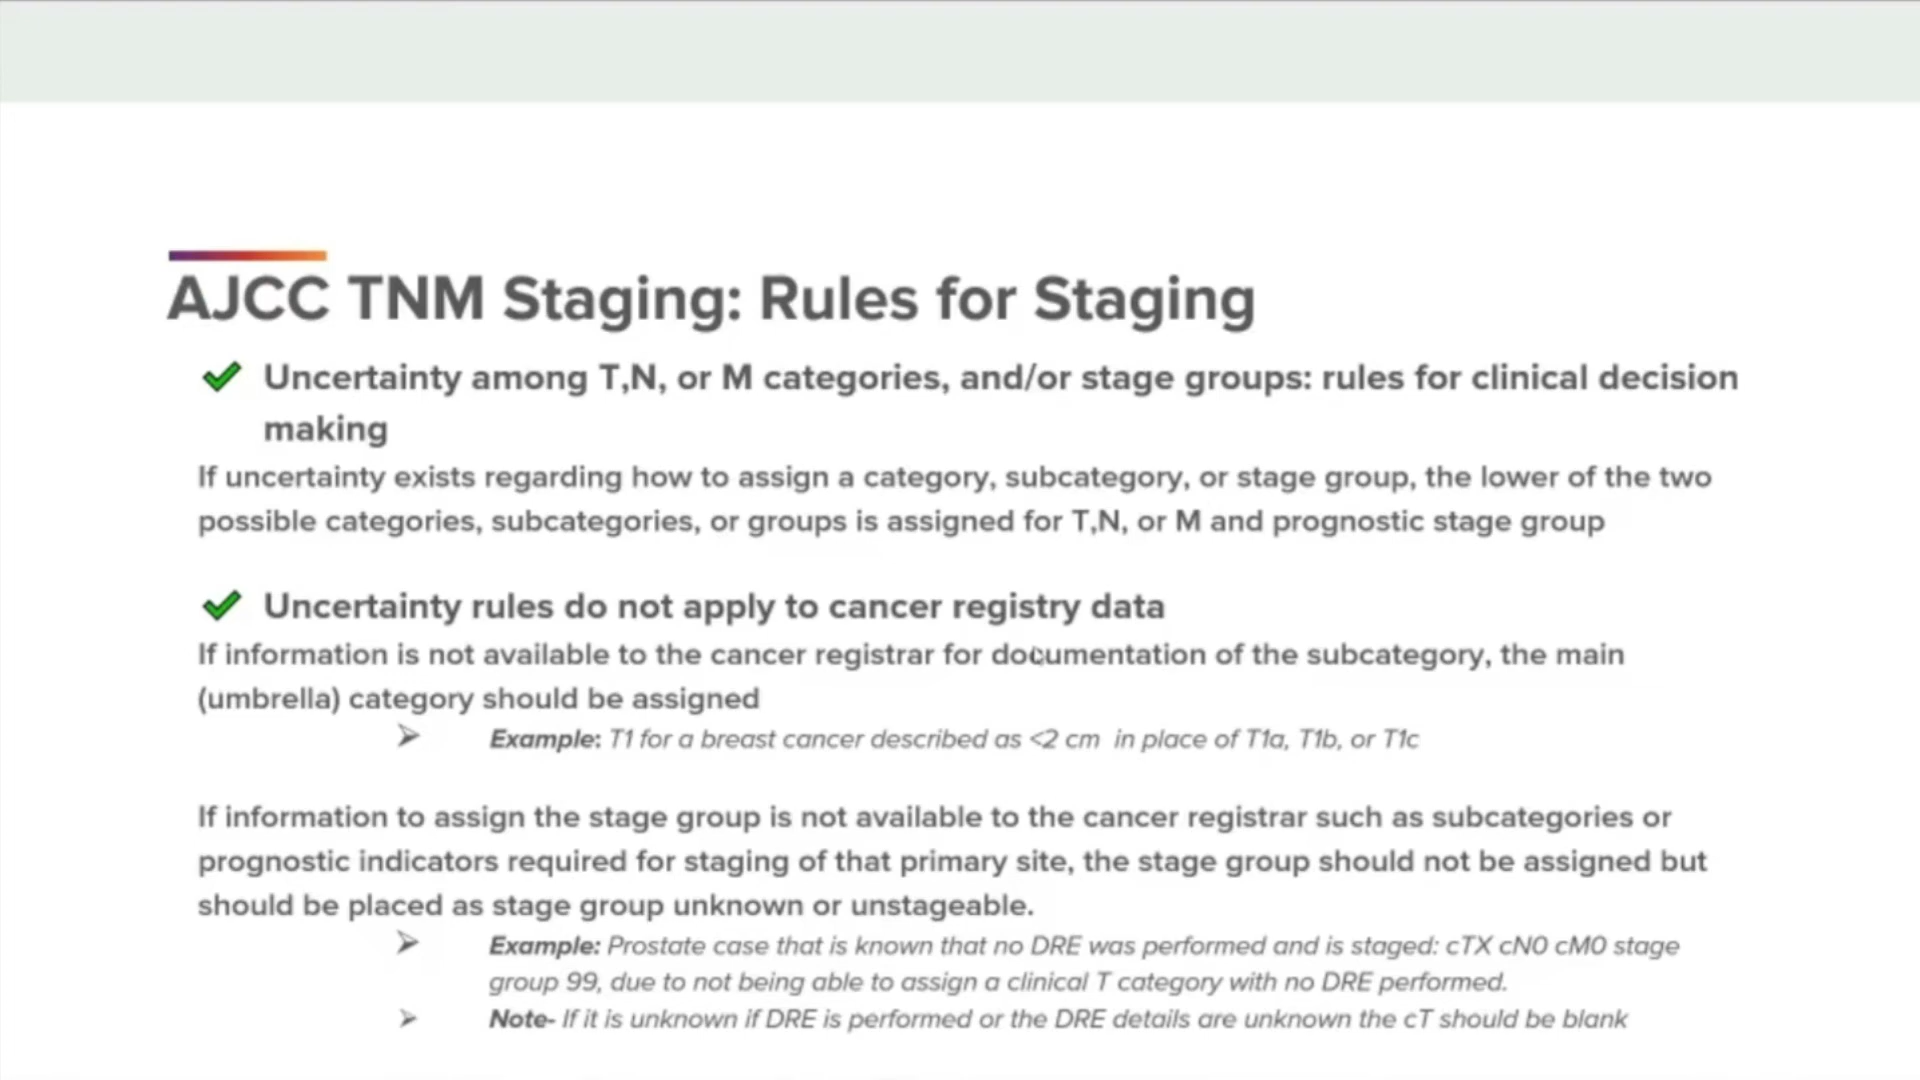 AJCC TNM Staging: Rules for Staging
Uncertainty among T,N, or M categories, and/or stage groups: rules for clinical decision
making
If uncertainty exists regarding how to assign a category, subcategory, or stage group, the lower of the two
possible categories, subcategories, or groups is assigned for T,N, or M and prognostic stage group
Uncertainty rules do not apply to cancer registry data
If information is not available to the cancer registrar for documentation of the subcategory, the main
(umbrella) category should be assigned
Example: T1 for a breast cancer described as <2 cm in place of T1a, T1b, or T1c
If information to assign the stage group is not available to the cancer registrar such as subcategories or
prognostic indicators required for staging of that primary site, the stage group should not be assigned but
should be placed as stage group unknown or unstageable.
Example: Prostate case that is known that no DRE was performed and is staged: cTX cN0 cM0 stage
group 99, due to not being able to assign a clinical T category with no DRE performed.
Note- If it is unknown if DRE is performed or the DRE details are unknown the cT should be blank